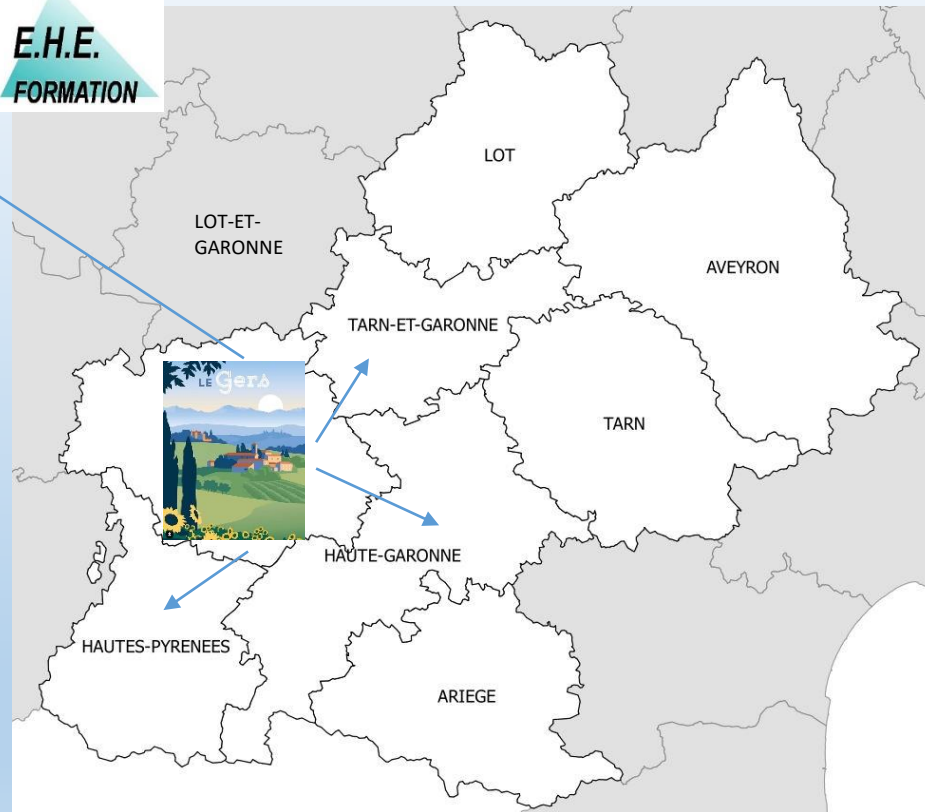 E.H.E.
FORMATION
LOT
LOT-ET-
GARONNE
AVEYRON
TARN-ET-GARONNE
LE Gers
TARN
HAUTE-GARONNE
HAUTES-PYRENEES
ARIEGE